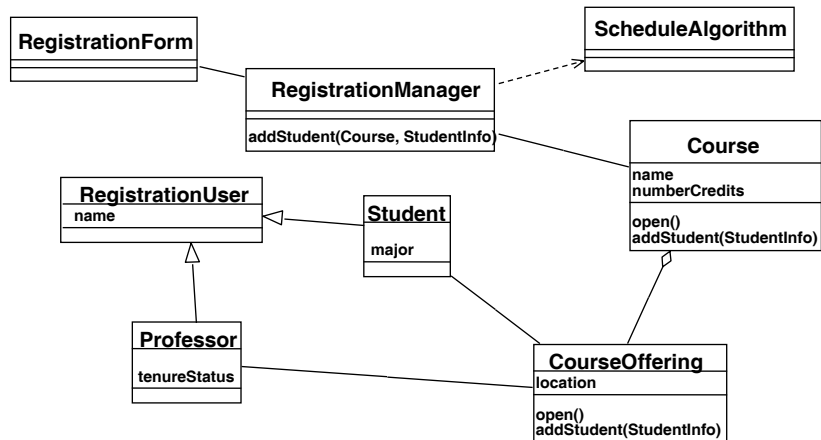 RegistrationForm
ScheduleAlgorithm
RegistrationManager
addStudent(Course, StudentInfo)
Course
name
numberCredits
open()
addStudent(StudentInfo)
RegistrationUser
name
Student
major
Professor
tenureStatus
CourseOffering
location
open()
addStudent(StudentInfo)